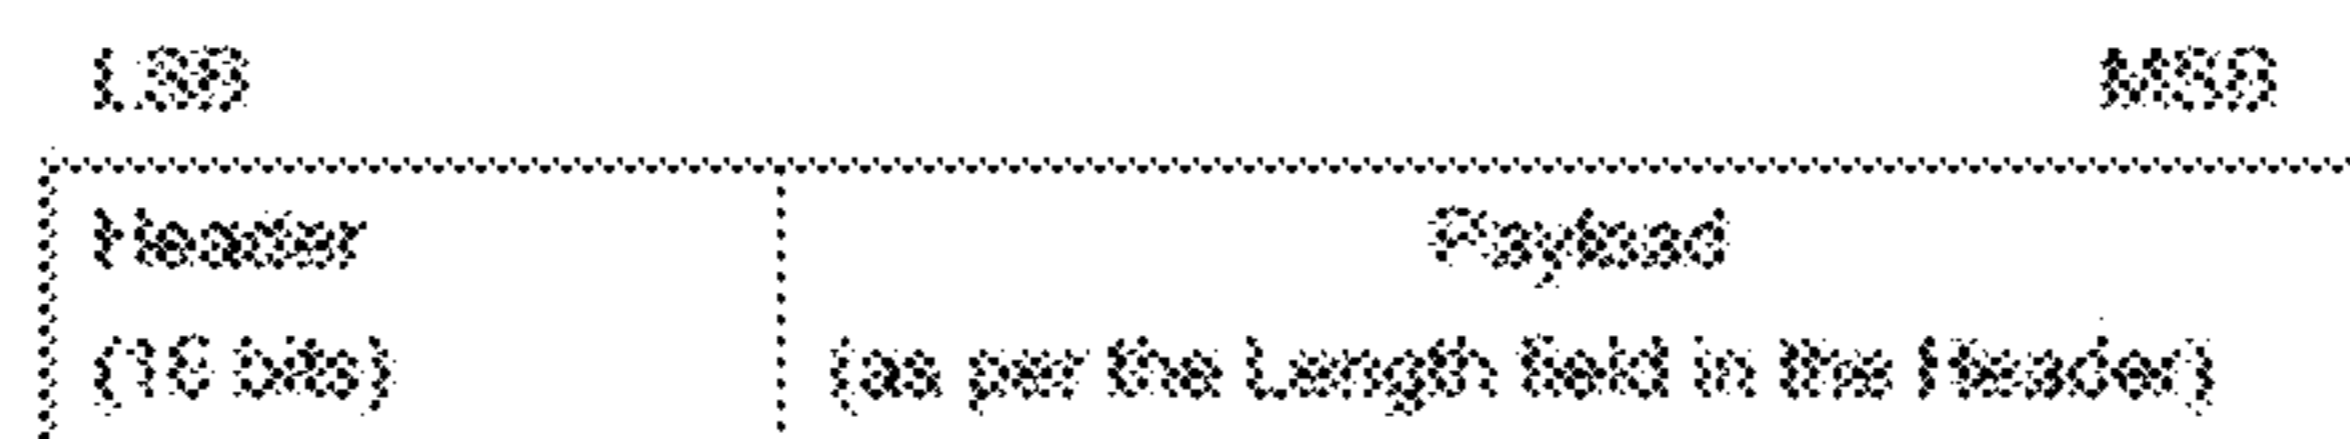 LSB MSB
Header Payload
(16 bits) (as per the Length field in the Header)